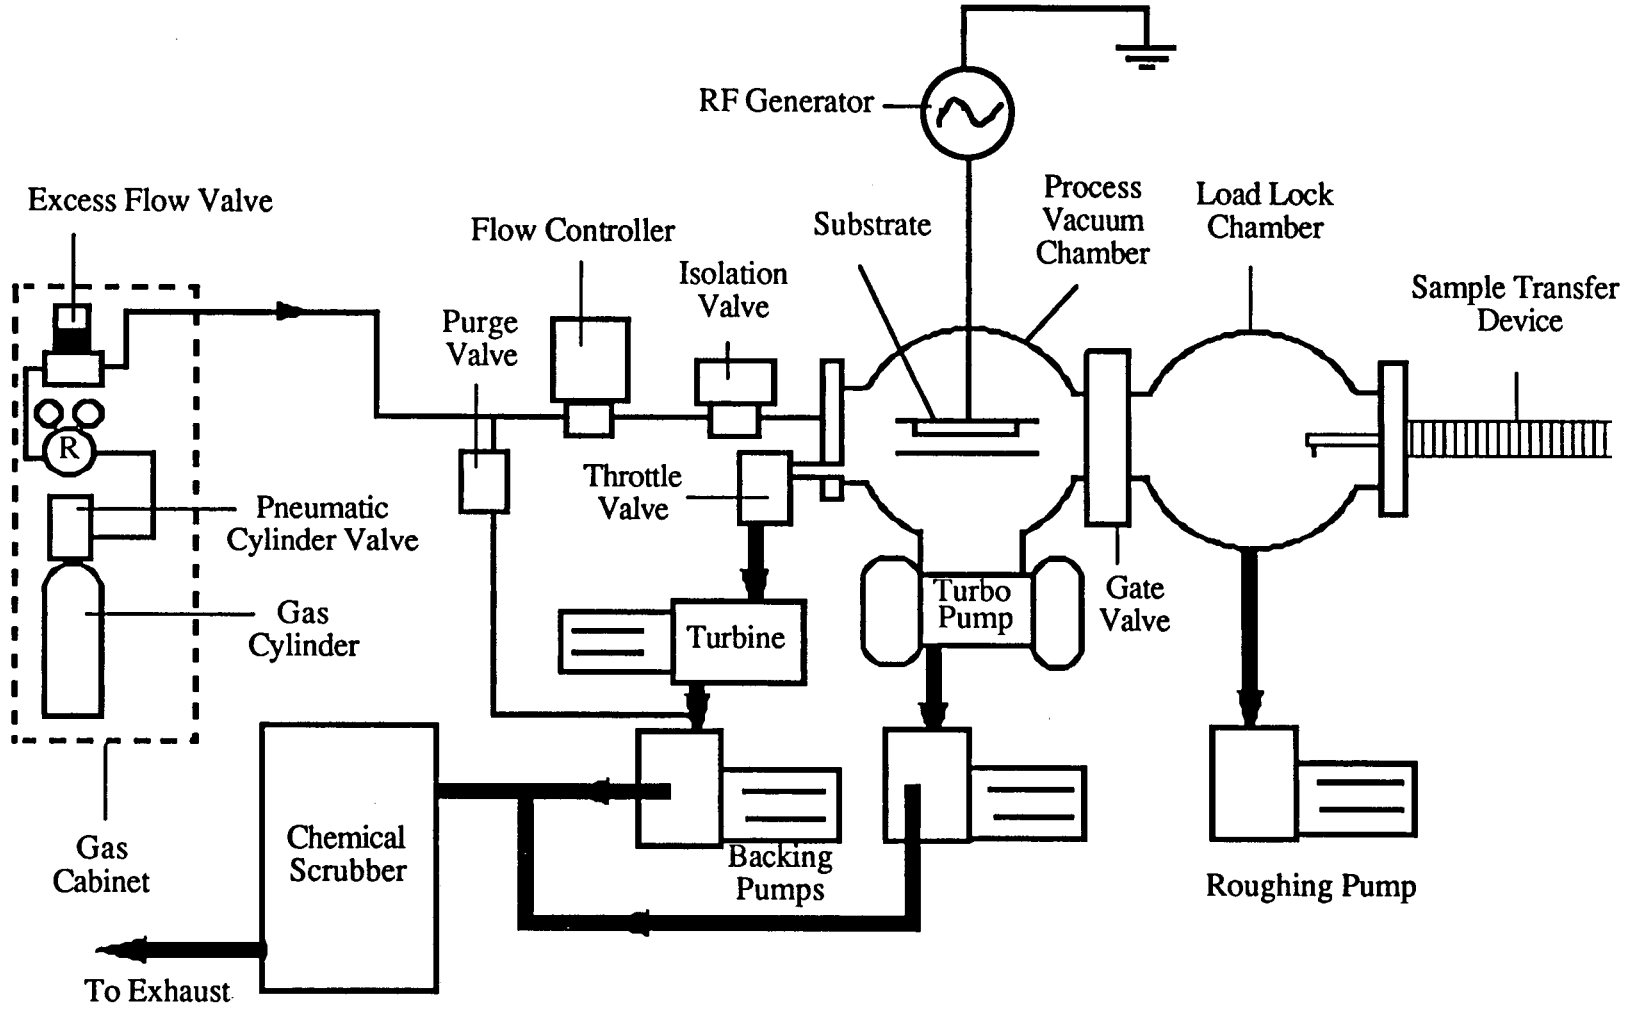 RF Generator
Process
Vacuum
Chamber
Load Lock
Chamber
Excess Flow Valve
Flow Controller
Substrate
Isolation
Valve
Sample Transfer
Device
Purge
Valve
R
Throttle
Valve
Pneumatic
Cylinder Valve
Gas
Cylinder
Turbine
Turbo
Pump
Gate
Valve
Gas
Cabinet
Chemical
Scrubber
Backing
Pumps
Roughing Pump
To Exhaust